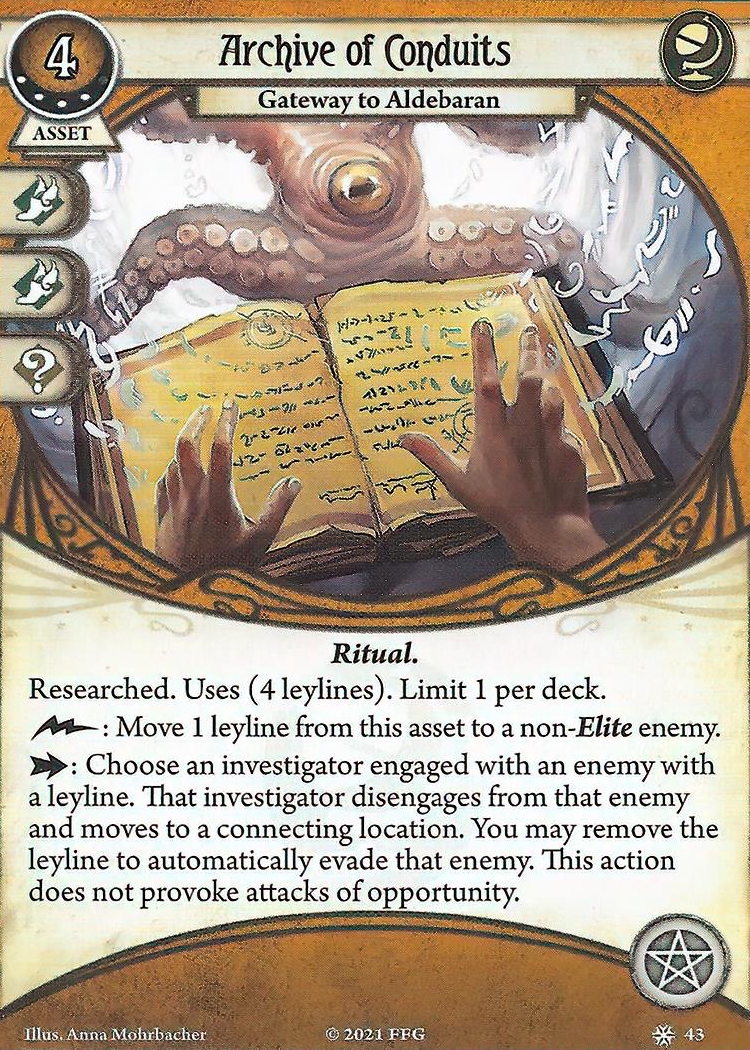 4
Archive of Conduits
Gateway to Aldebaran
ASSET
?
Ritual.
Researched. Uses (4 leylines). Limit 1 per deck.
: Move 1 leyline from this asset to a non-Elite enemy.
: Choose an investigator engaged with an enemy with
a leyline. That investigator disengages from that enemy
and moves to a connecting location. You may remove the
leyline to automatically evade that enemy. This action
does not provoke attacks of opportunity.
Illus. Anna Mohrbacher
© 2021 FFG
43